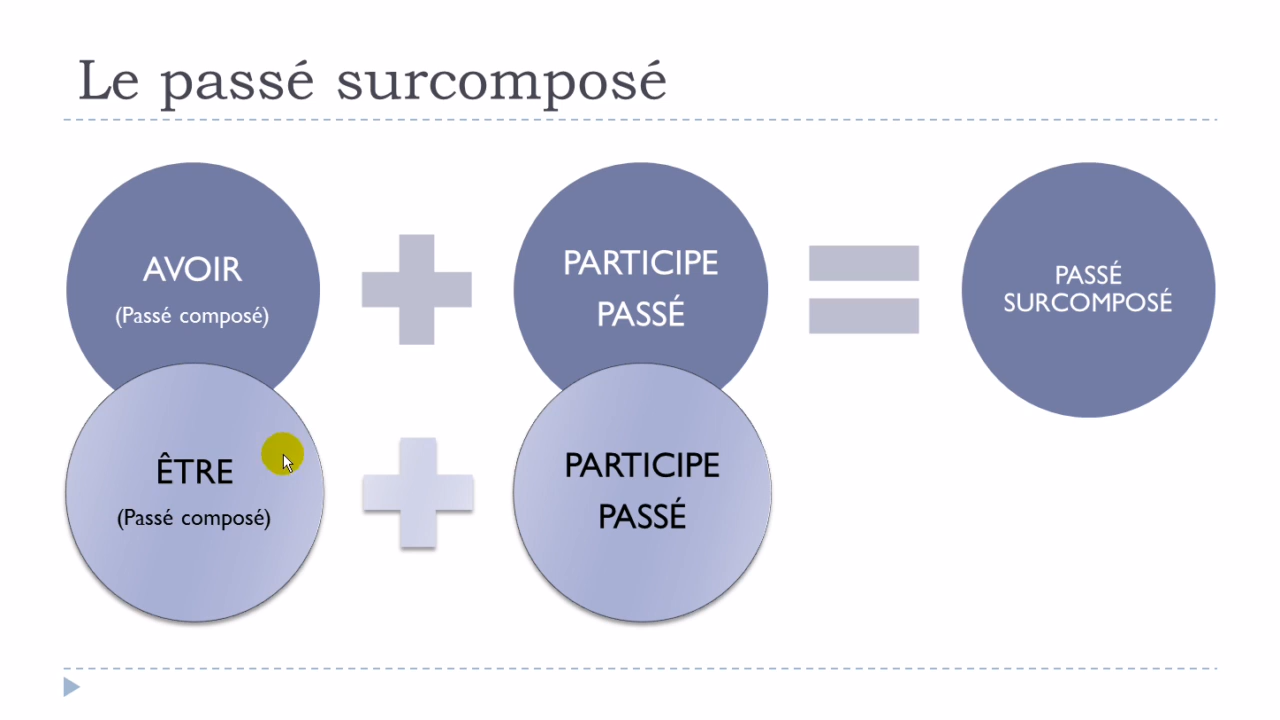 Le passé surcomposé
AVOIR
(Passé composé)
PARTICIPE
PASSÉ
PASSÉ
SURCOMPOSÉ
ÊTRE
(Passé composé)
PARTICIPE
PASSÉ